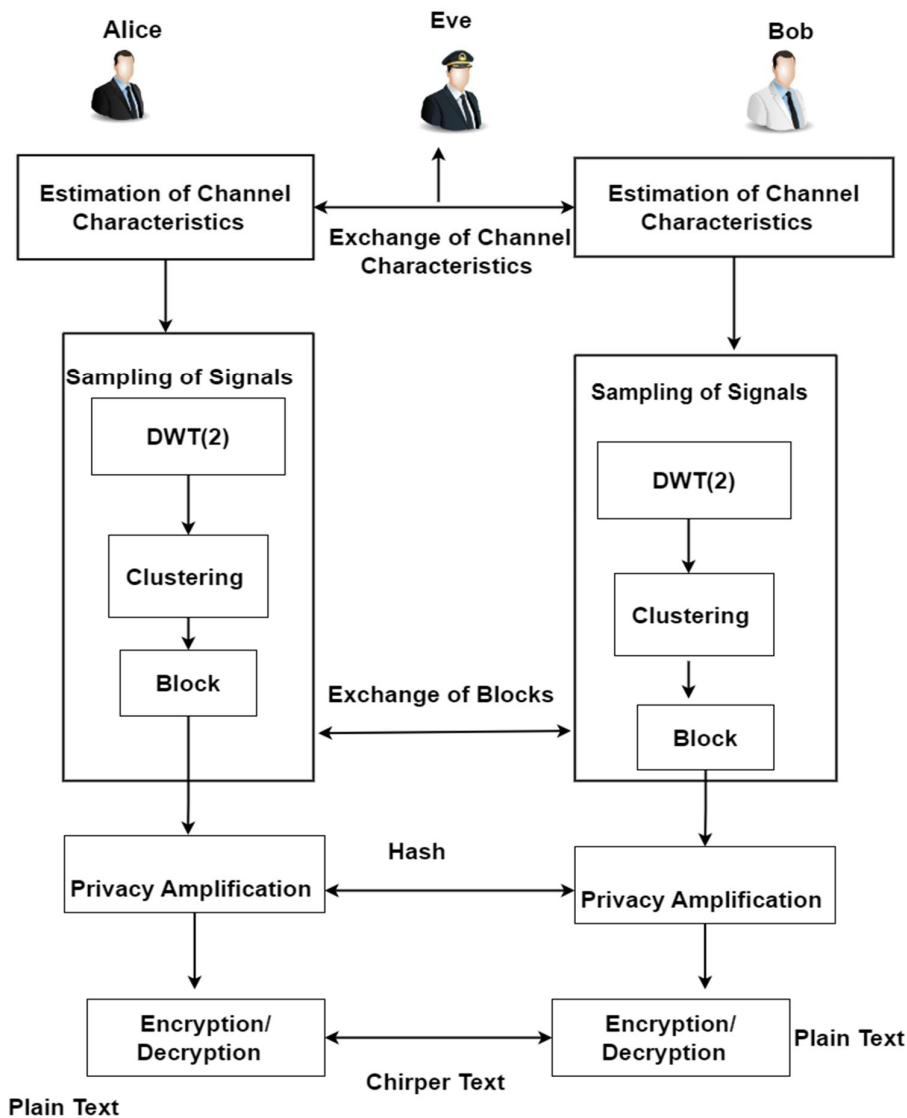 Alice
Eve
Bob
Estimation of Channel
Characteristics
Exchange of Channel
Characteristics
Estimation of Channel
Characteristics
Sampling of Signals
DWT(2)
Clustering
Block
Exchange of Blocks
Sampling of Signals
DWT(2)
Clustering
Block
Privacy Amplification
Hash
Privacy Amplification
Encryption/
Decryption
Plain Text
Chirper Text
Encryption/
Decryption
Plain Text